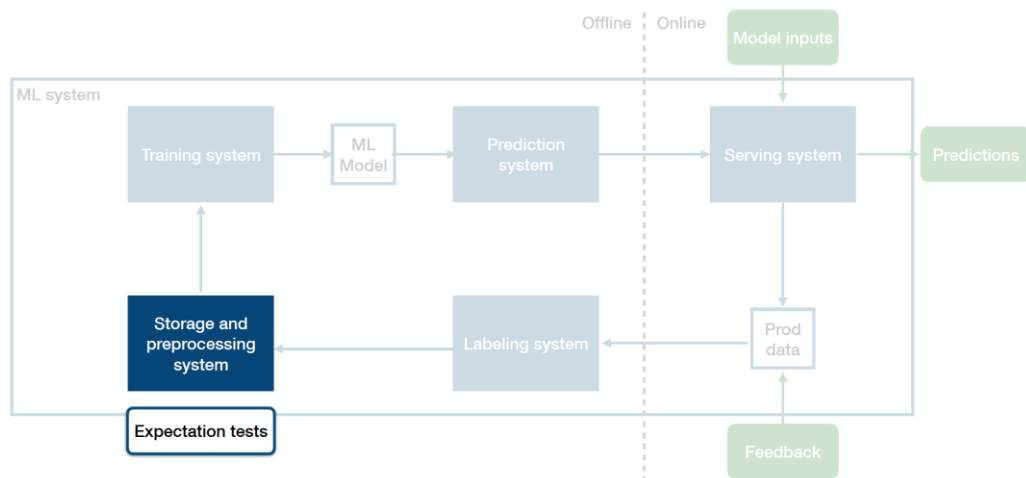 Offline
Online
Model inputs
ML system
Training system
ML
Model
Prediction
system
Serving system
Predictions
Storage and
preprocessing
system
Labeling system
Prod
data
Expectation tests
Feedback